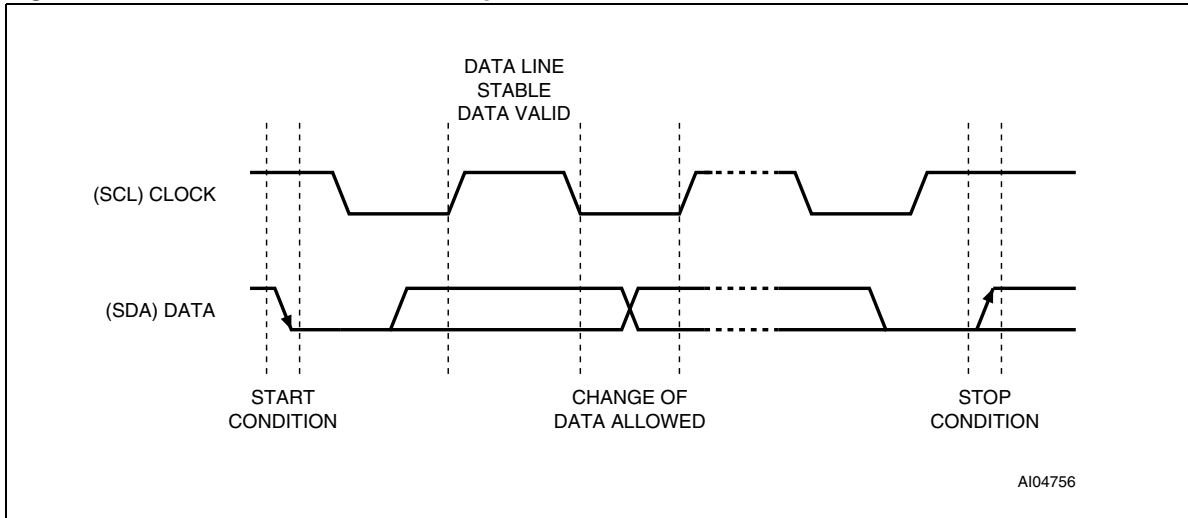 DATA LINE
STABLE
DATA VALID
(SCL) CLOCK
(SDA) DATA
START
CONDITION
CHANGE OF
DATA ALLOWED
STOP
CONDITION
AI04756